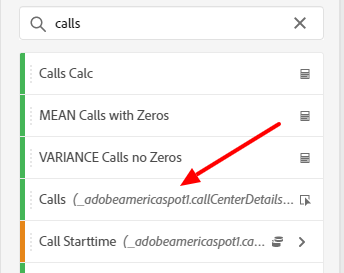 calls
Calls Calc
MEAN Calls with Zeros
VARIANCE Calls no Zeros
Calls (_adobeamericaspot1.callCenterDetails...
Call Starttime (_adobeamericaspot1.ca...